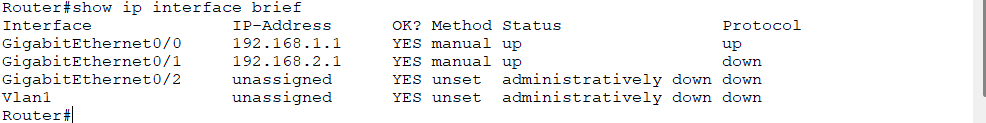 Router#show ip interface brief
Interface              IP-Address      OK? Method Status                Protocol
GigabitEthernet0/0     192.168.1.1     YES manual up                    up
GigabitEthernet0/1     192.168.2.1     YES manual up                    down
GigabitEthernet0/2     unassigned      YES unset  administratively down down
Vlan1                  unassigned      YES unset  administratively down down
Router#